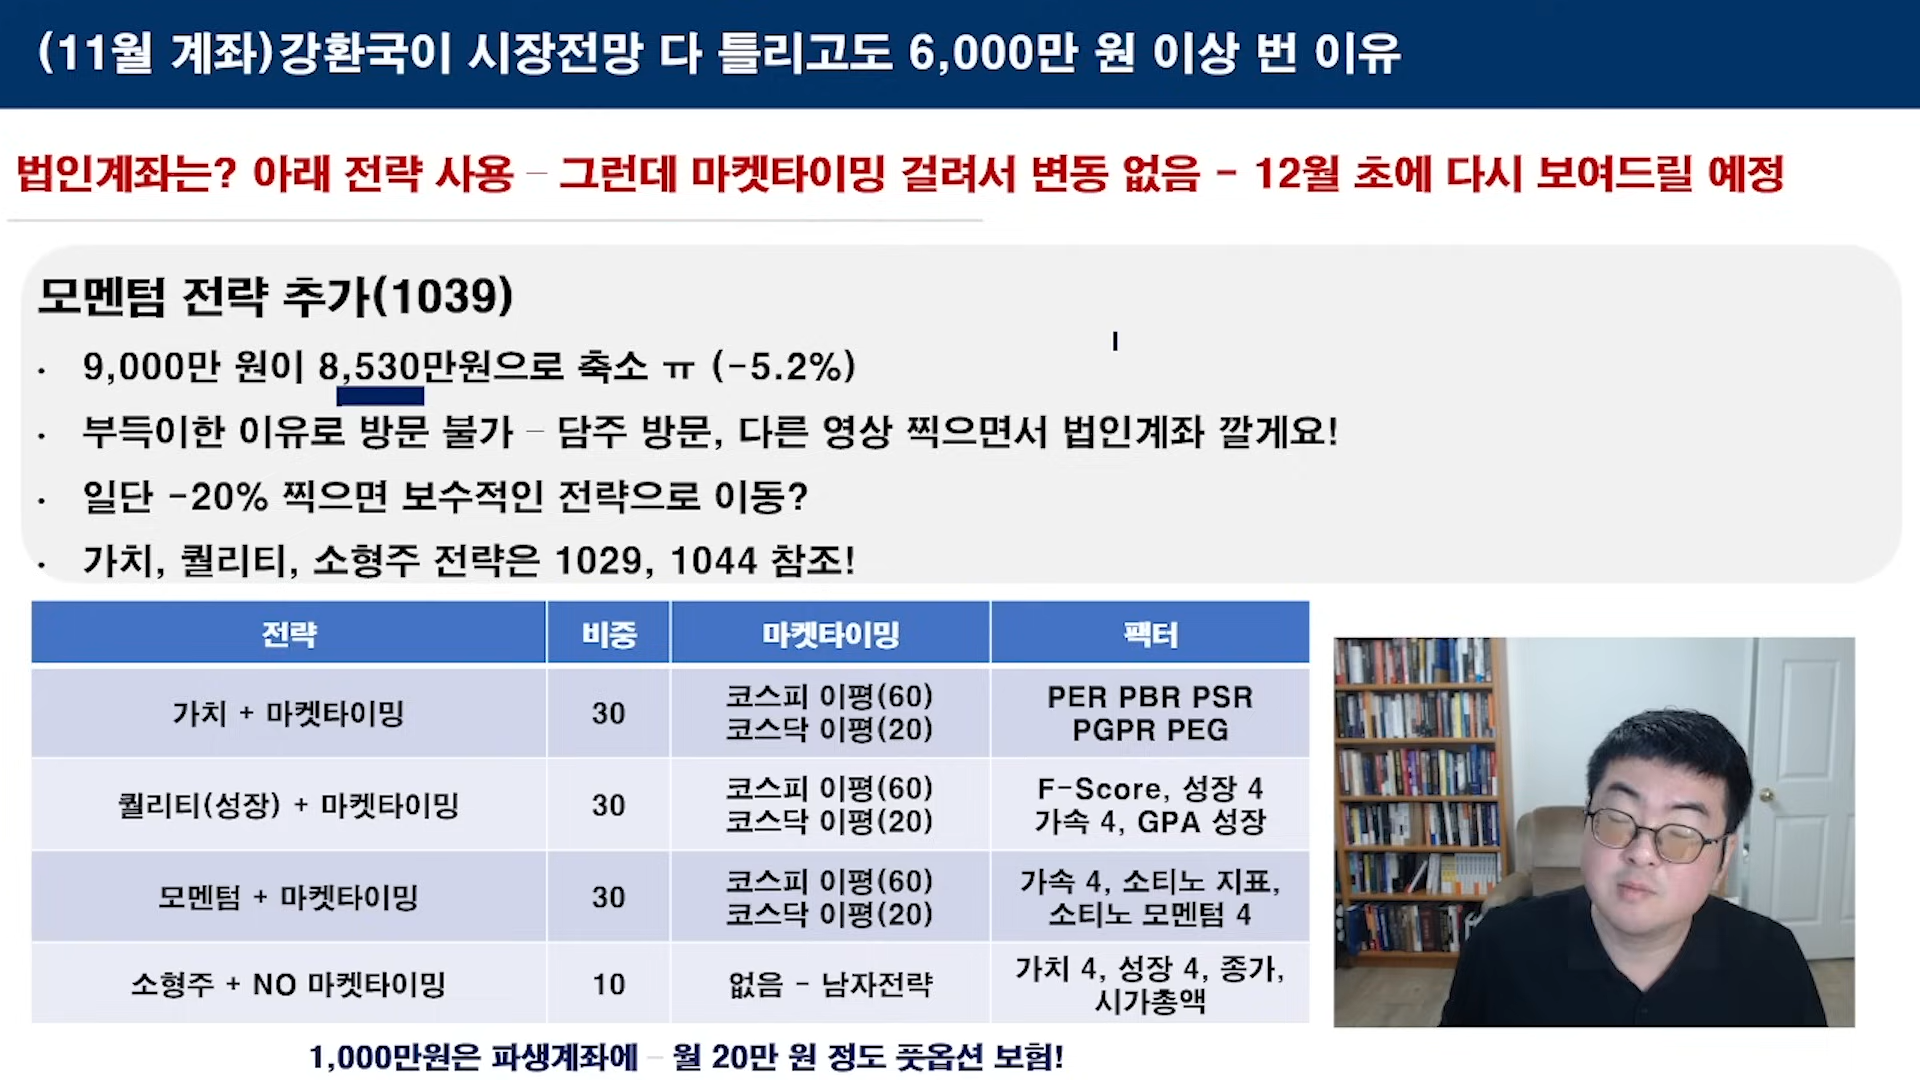 (11월 계좌)강환국이 시장전망 다 틀리고도 6,000만 원 이상 번 이유
법인계좌는? 아래 전략 사용 – 그런데 마켓타이밍 걸려서 변동 없음 - 12월 초에 다시 보여드릴 예정
모멘텀 전략 추가(1039)
· 9,000만 원이 8,530만원으로 축소 ㅠ (-5.2%)
· 부득이한 이유로 방문 불가 – 담주 방문, 다른 영상 찍으면서 법인계좌 깔게요!
· 일단 -20% 찍으면 보수적인 전략으로 이동?
· 가치, 퀄리티, 소형주 전략은 1029, 1044 참조!
전략 비중 마켓타이밍 팩터
가치 + 마켓타이밍 30 코스피 이평(60) PER PBR PSR
코스닥 이평(20) PGPR PEG
퀄리티(성장) + 마켓타이밍 30 코스피 이평(60) F-Score, 성장 4
코스닥 이평(20) 가속 4, GPA 성장
모멘텀 + 마켓타이밍 30 코스피 이평(60) 가속 4, 소티노 지표,
코스닥 이평(20) 소티노 모멘텀 4
소형주 + NO 마켓타이밍 10 없음 - 남자전략 가치 4, 성장 4, 종가,
시가총액
1,000만원은 파생계좌에 – 월 20만 원 정도 풋옵션 보험!